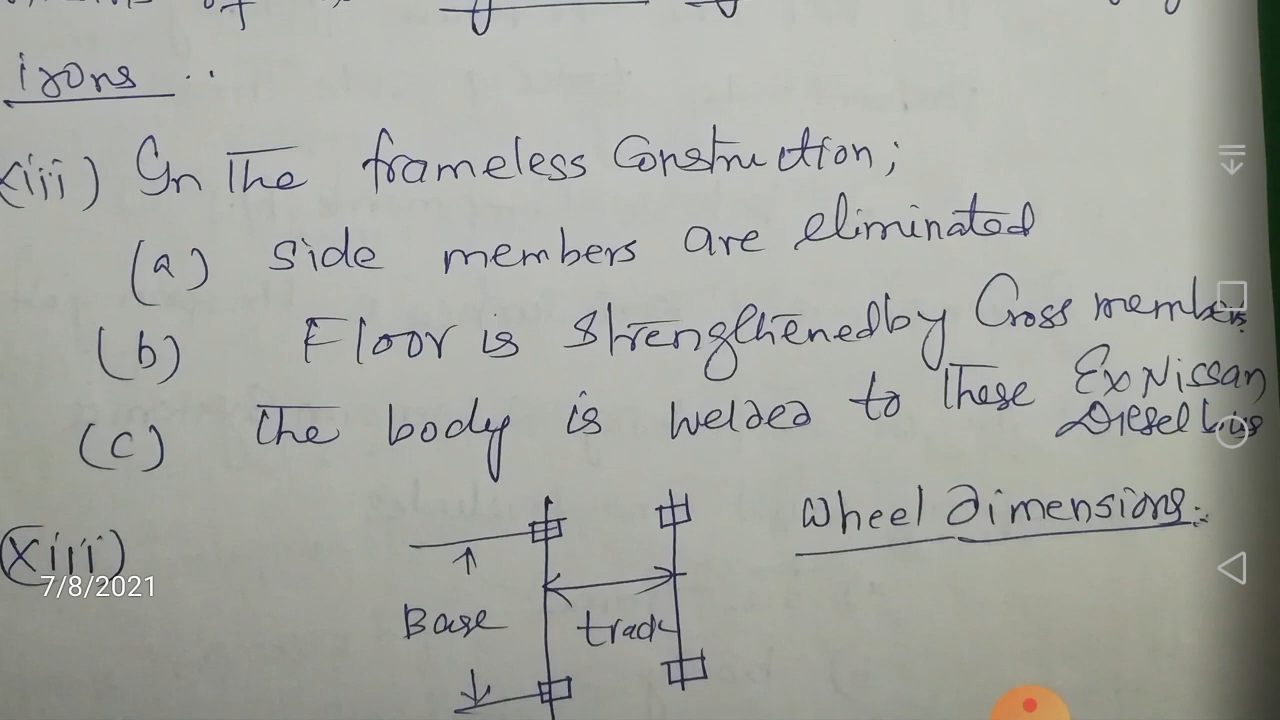 irons ..
(xiii) In The frameless Construction;
(a) side members are eliminated
(b) Floor is Strengthened by Cross members.
(c) The body is welded to These Ex Nissan
Diesel bus
(Xiii)
Wheel Dimensions:
Base
track
7/8/2021